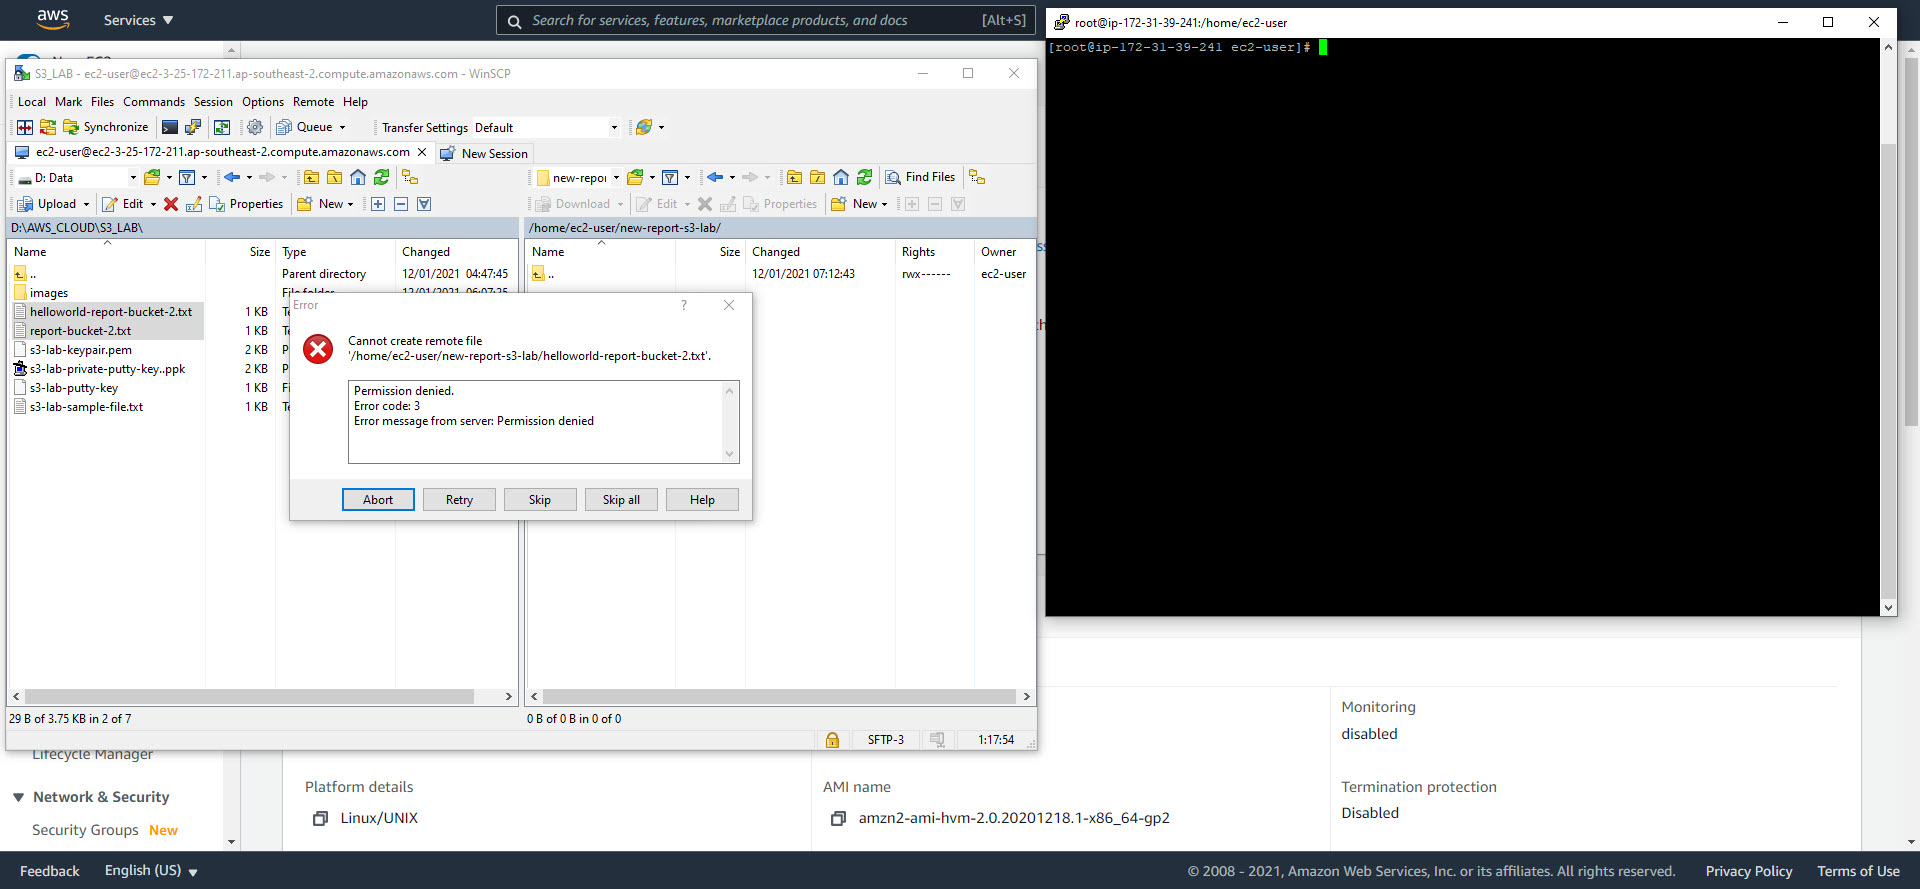 aws Services Search for services, features, marketplace products, and docs [Alt+S]
S3_LAB - ec2-user@ec2-3-25-172-211.ap-southeast-2.compute.amazonaws.com - WinSCP
Local Mark Files Commands Session Options Remote Help
Synchronize Queue Transfer Settings Default
ec2-user@ec2-3-25-172-211.ap-southeast-2.compute.amazonaws.com New Session
D: Data new-repo Find Files
Upload Edit Properties New Download Edit Properties New
D:\AWS_CLOUD\S3_LAB\ /home/ec2-user/new-report-s3-lab/
Name Size Type Changed Name Size Changed Rights Owner
.. Parent directory 12/01/2021 04:47:45 .. 12/01/2021 07:12:43 rwx------ ec2-user
images File folder 12/01/2021 06:07:25
helloworld-report-bucket-2.txt 1 KB
report-bucket-2.txt 1 KB
s3-lab-keypair.pem 2 KB
s3-lab-private-putty-key..ppk 2 KB
s3-lab-putty-key 1 KB
s3-lab-sample-file.txt 1 KB
Error ?
Cannot create remote file
'/home/ec2-user/new-report-s3-lab/helloworld-report-bucket-2.txt'.
Permission denied.
Error code: 3
Error message from server: Permission denied
Abort Retry Skip Skip all Help
29 B of 3.75 KB in 2 of 7 0 B of 0 B in 0 of 0
SFTP-3 1:17:54
root@ip-172-31-39-241:/home/ec2-user
[root@ip-172-31-39-241 ec2-user]#
Lifecycle Manager
Network & Security
Security Groups New
Monitoring
disabled
Platform details AMI name Termination protection
Linux/UNIX amzn2-ami-hvm-2.0.20201218.1-x86_64-gp2 Disabled
Feedback English (US) © 2008 - 2021, Amazon Web Services, Inc. or its affiliates. All rights reserved. Privacy Policy Terms of Use